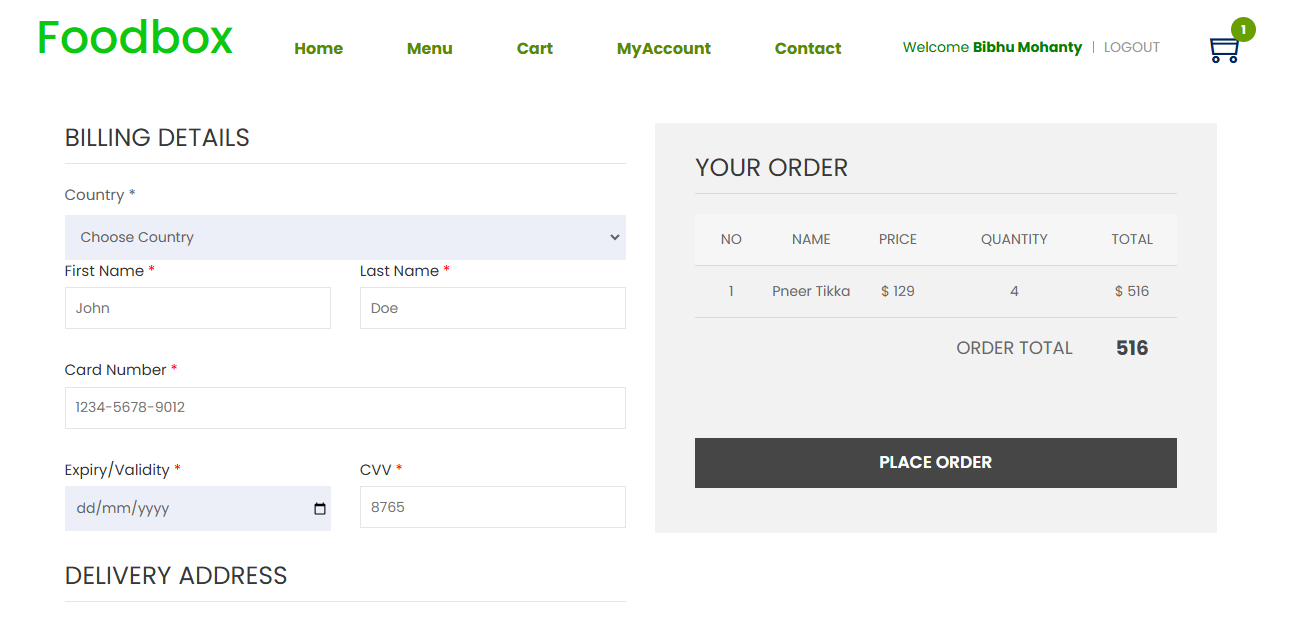 Foodbox
Home Menu Cart MyAccount Contact Welcome Bibhu Mohanty | LOGOUT 1
BILLING DETAILS
Country *
Choose Country
First Name * Last Name *
John Doe
Card Number *
1234-5678-9012
Expiry/Validity * CVV *
dd/mm/yyyy 8765
DELIVERY ADDRESS
YOUR ORDER
NO NAME PRICE QUANTITY TOTAL
1 Pneer Tikka $ 129 4 $ 516
ORDER TOTAL 516
PLACE ORDER